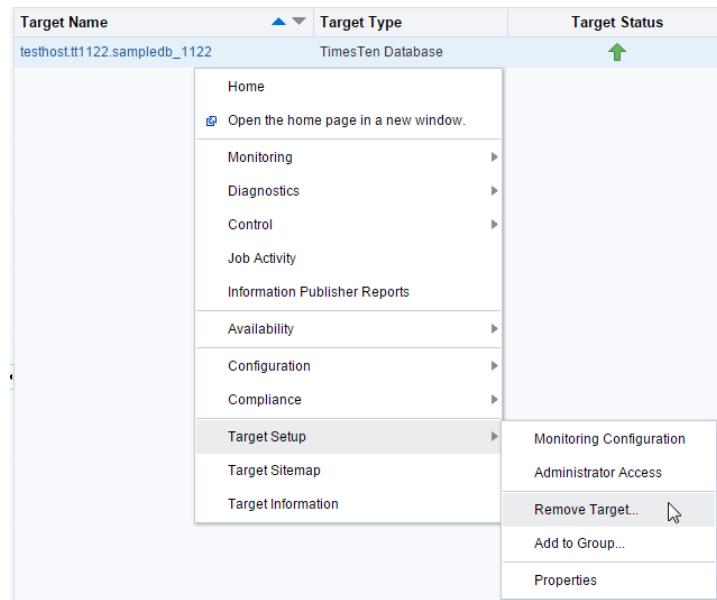 Target Name Target Type Target Status
testhost.tt1122.sampledb_1122 TimesTen Database
Home
Open the home page in a new window.
Monitoring
Diagnostics
Control
Job Activity
Information Publisher Reports
Availability
Configuration
Compliance
Target Setup
Target Sitemap
Target Information
Monitoring Configuration
Administrator Access
Remove Target...
Add to Group...
Properties